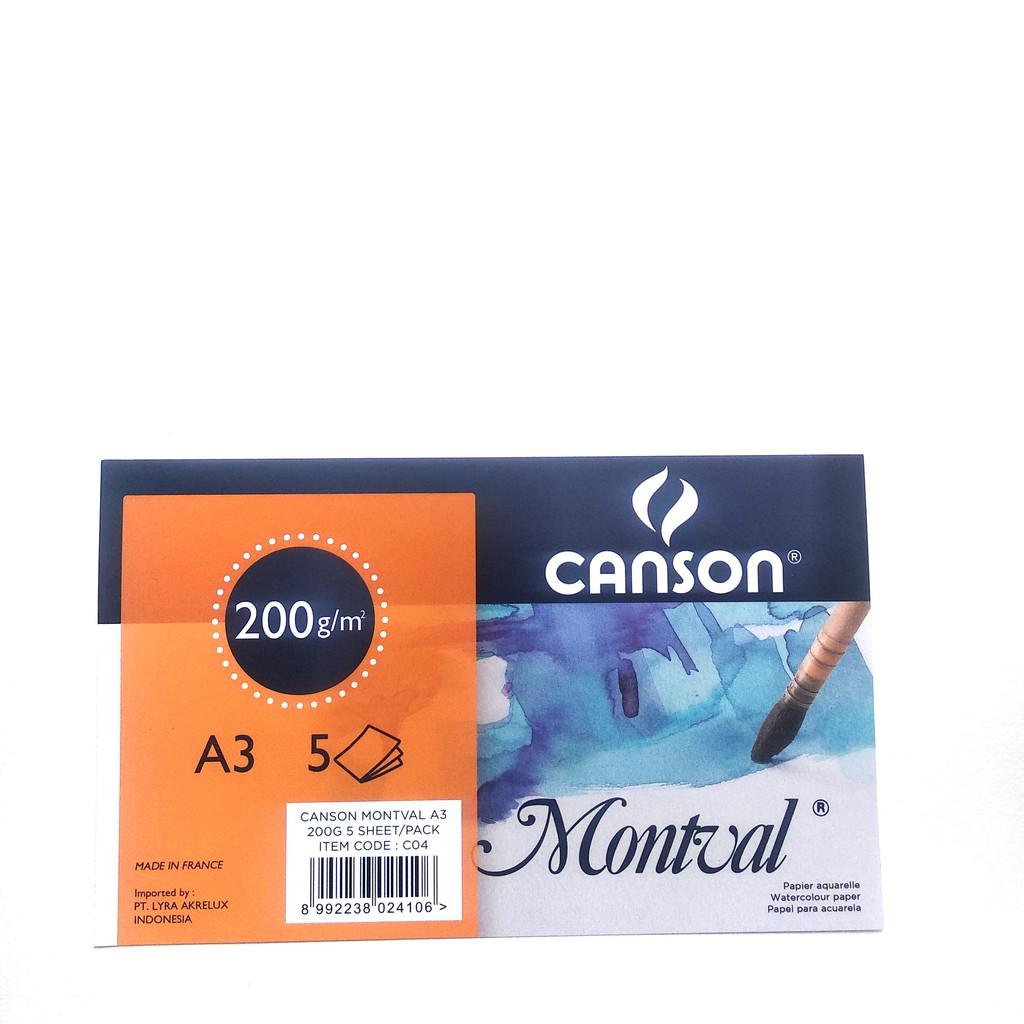 CANSON®
200 g/m²
A3 5
CANSON MONTVAL A3
200G 5 SHEET/PACK
ITEM CODE : C04
8 992238 024106 >
MADE IN FRANCE
Imported by :
PT. LYRA AKRELUX
INDONESIA
Montval®
Papier aquarelle
Watercolour paper
Papel para acuarela